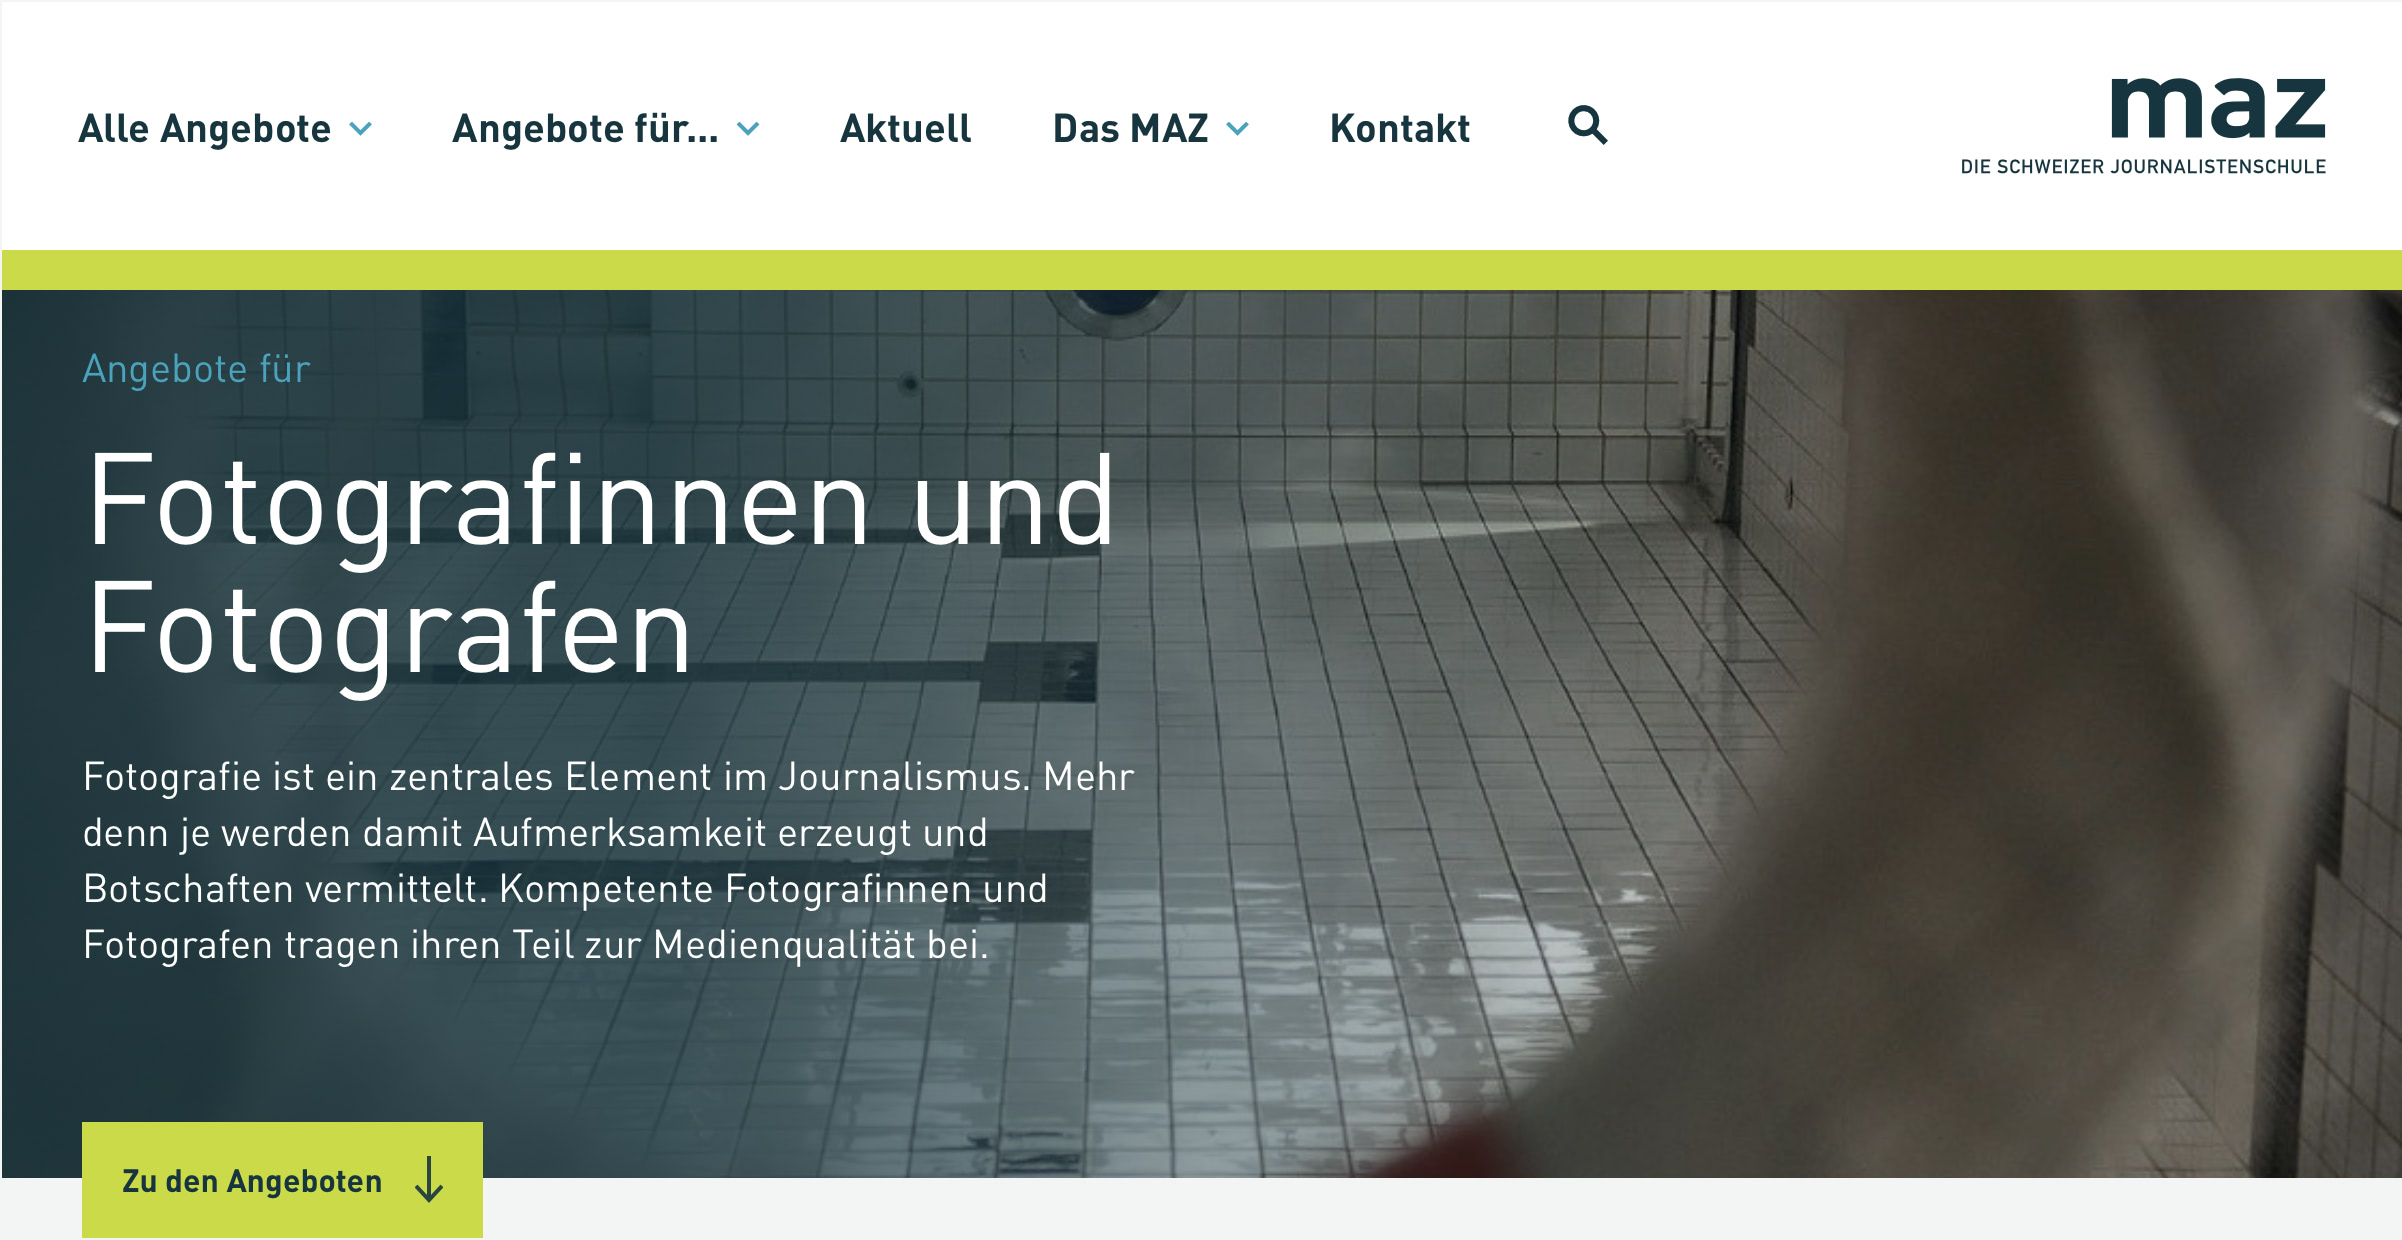 Alle Angebote
Angebote für...
Aktuell
Das MAZ
Kontakt
maz
DIE SCHWEIZER JOURNALISTENSCHULE
Angebote für
Fotografinnen und
Fotografen
Fotografie ist ein zentrales Element im Journalismus. Mehr
denn je werden damit Aufmerksamkeit erzeugt und
Botschaften vermittelt. Kompetente Fotografinnen und
Fotografen tragen ihren Teil zur Medienqualität bei.
Zu den Angeboten